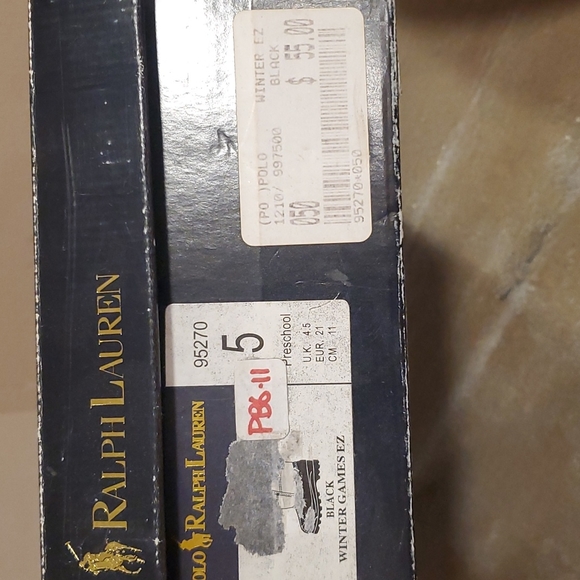 RALPH LAUREN
(PO )POLO WINTER EZ
1210/ 997500 BLACK
050 $ 55.00
95270*050
95270
5
Preschool
U.K. 4.5
EUR. 21
CM. 11
PB6-11
POLO RALPH LAUREN
BLACK
WINTER GAMES EZ